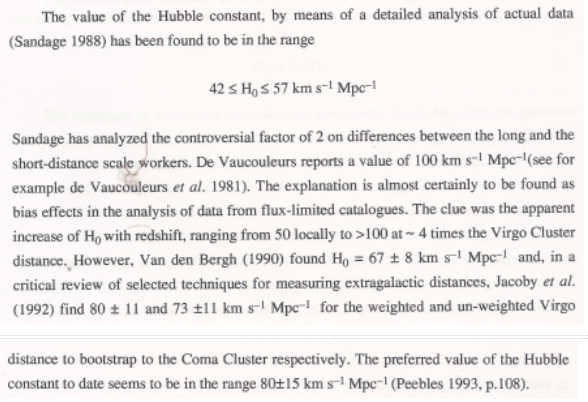 The value of the Hubble constant, by means of a detailed analysis of actual data
(Sandage 1988) has been found to be in the range
42 ≤ H₀ ≤ 57 km s⁻¹ Mpc⁻¹
Sandage has analyzed the controversial factor of 2 on differences between the long and the
short-distance scale workers. De Vaucouleurs reports a value of 100 km s⁻¹ Mpc⁻¹(see for
example de Vaucouleurs et al. 1981). The explanation is almost certainly to be found as
bias effects in the analysis of data from flux-limited catalogues. The clue was the apparent
increase of H₀ with redshift, ranging from 50 locally to >100 at ~ 4 times the Virgo Cluster
distance. However, Van den Bergh (1990) found H₀ = 67 ± 8 km s⁻¹ Mpc⁻¹ and, in a
critical review of selected techniques for measuring extragalactic distances, Jacoby et al.
(1992) find 80 ± 11 and 73 ±11 km s⁻¹ Mpc⁻¹ for the weighted and un-weighted Virgo
distance to bootstrap to the Coma Cluster respectively. The preferred value of the Hubble
constant to date seems to be in the range 80±15 km s⁻¹ Mpc⁻¹ (Peebles 1993, p.108).